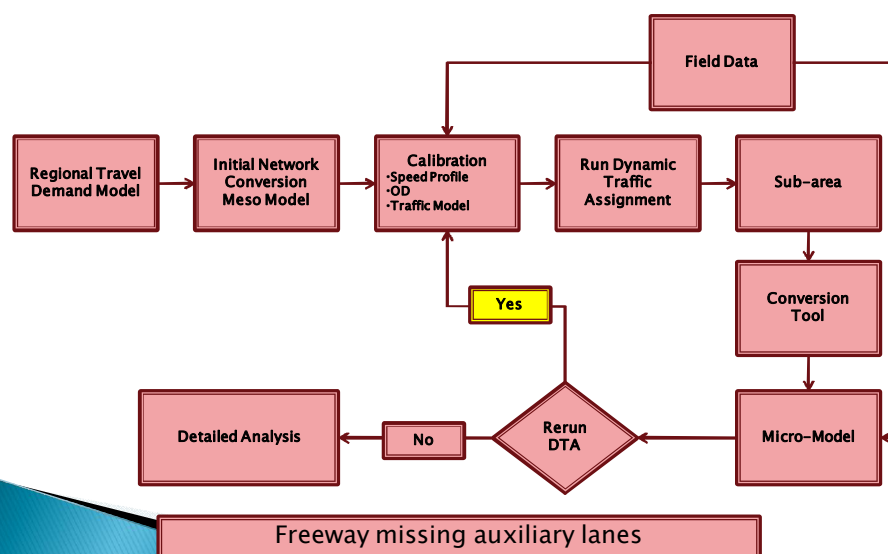 Field Data
Regional Travel
Demand Model
Initial Network
Conversion
Meso Model
Calibration
•Speed Profile
•OD
•Traffic Model
Run Dynamic
Traffic
Assignment
Sub-area
Conversion
Tool
Yes
Detailed Analysis
No
Rerun
DTA
Micro-Model
Freeway missing auxiliary lanes